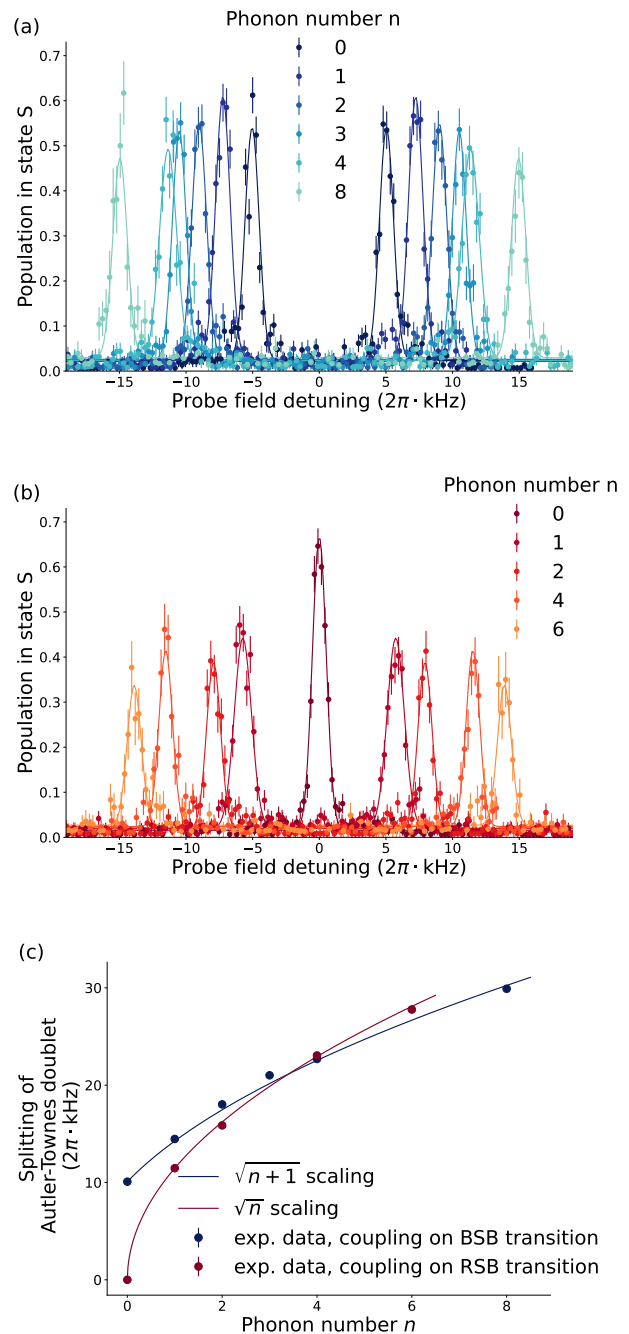 (a)
Phonon number n
0
1
2
3
4
8
Population in state S
0.7
0.6
0.5
0.4
0.3
0.2
0.1
0.0
−15 −10 −5 0 5 10 15
Probe field detuning (2π · kHz)
(b)
Phonon number n
0
1
2
4
6
Population in state S
0.7
0.6
0.5
0.4
0.3
0.2
0.1
0.0
−15 −10 −5 0 5 10 15
Probe field detuning (2π · kHz)
(c)
Splitting of
Autler-Townes doublet
(2π · kHz)
30
20
10
0
√n + 1 scaling
√n scaling
exp. data, coupling on BSB transition
exp. data, coupling on RSB transition
0 2 4 6 8
Phonon number n